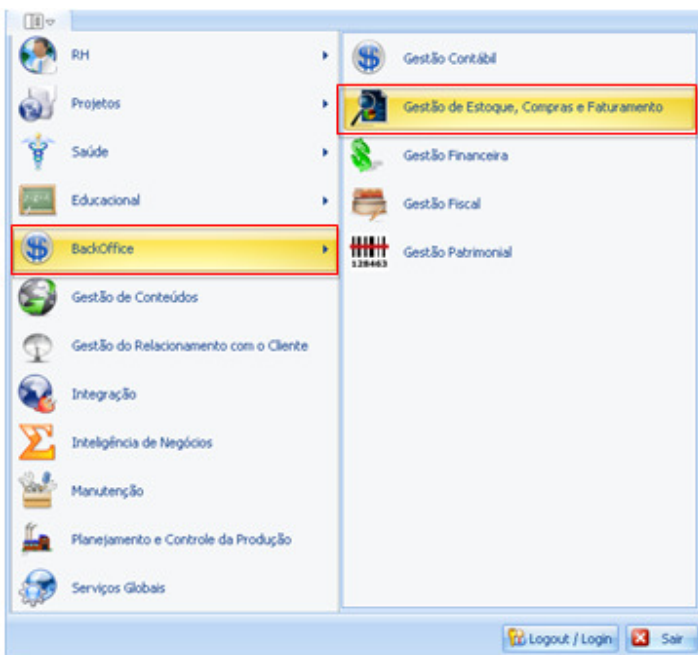 RH
Projetos
Saúde
Educacional
BackOffice
Gestão de Conteúdos
Gestão do Relacionamento com o Cliente
Integração
Inteligência de Negócios
Manutenção
Planejamento e Controle da Produção
Serviços Globais
Gestão Contábil
Gestão de Estoque, Compras e Faturamento
Gestão Financeira
Gestão Fiscal
128463
Gestão Patrimonial
Logout / Login
Sair